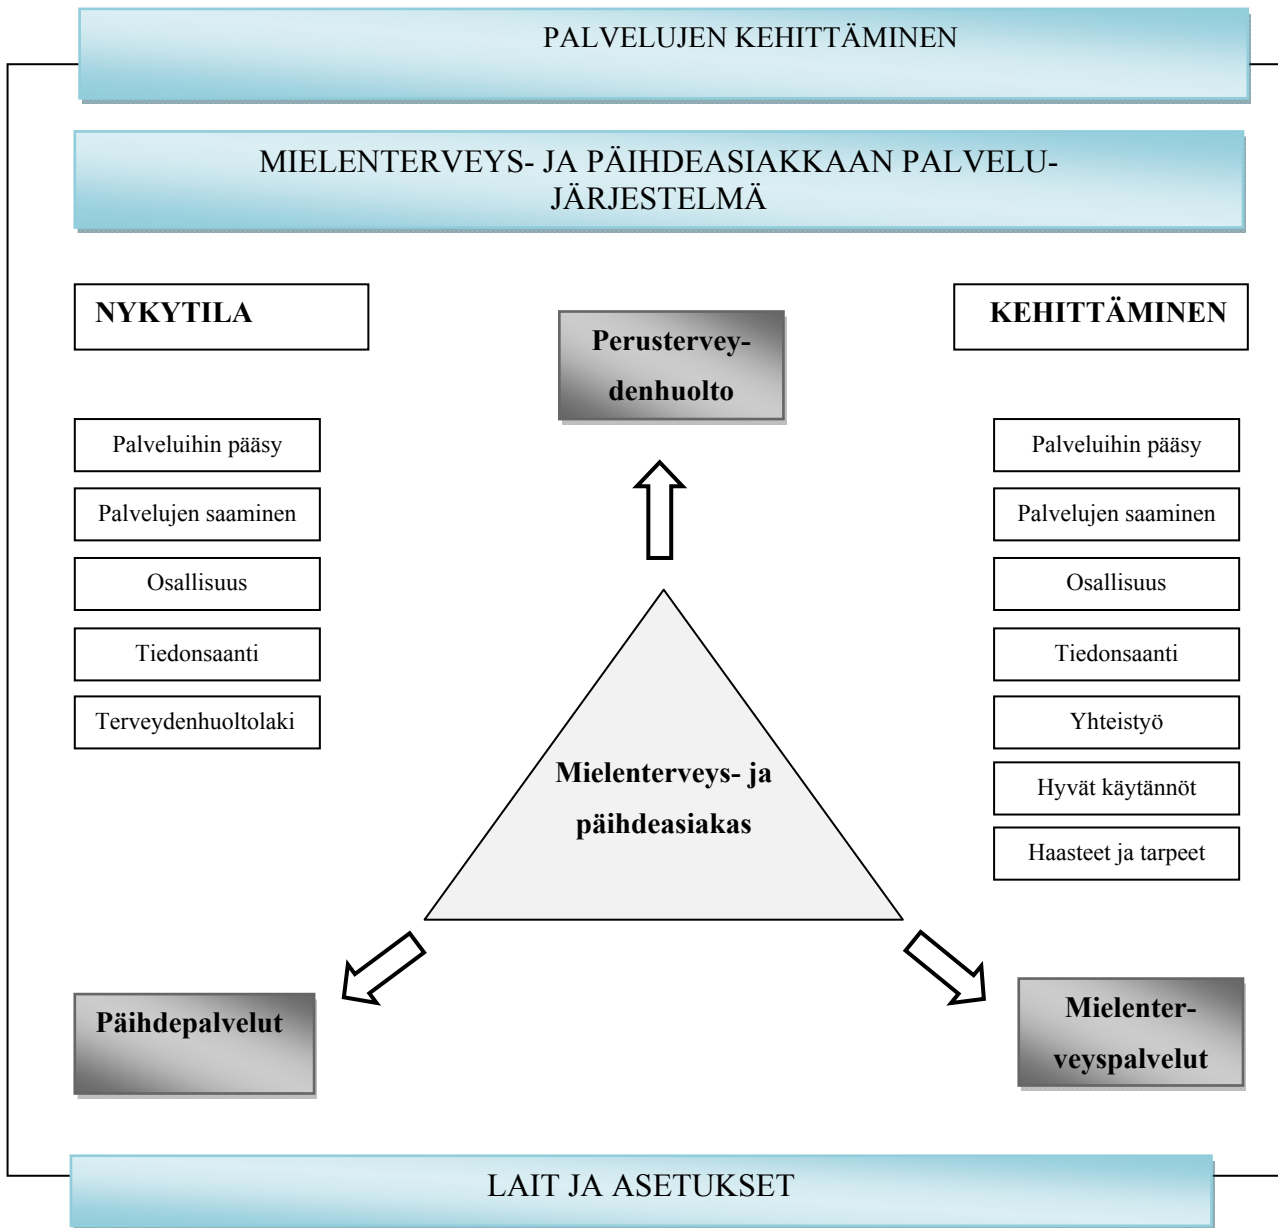 PALVELUJEN KEHITTÄMINEN
MIELENTERVEYS- JA PÄIHDEASIAKKAAN PALVELU-
JÄRJESTELMÄ
NYKYTILA
Palveluihin pääsy
Palvelujen saaminen
Osallisuus
Tiedonsaanti
Terveydenhuoltolaki
Perustervey-
denhuolto
Mielenterveys- ja
päihdeasiakas
KEHITTÄMINEN
Palveluihin pääsy
Palvelujen saaminen
Osallisuus
Tiedonsaanti
Yhteistyö
Hyvät käytännöt
Haasteet ja tarpeet
Päihdepalvelut
Mielenter-
veyspalvelut
LAIT JA ASETUKSET